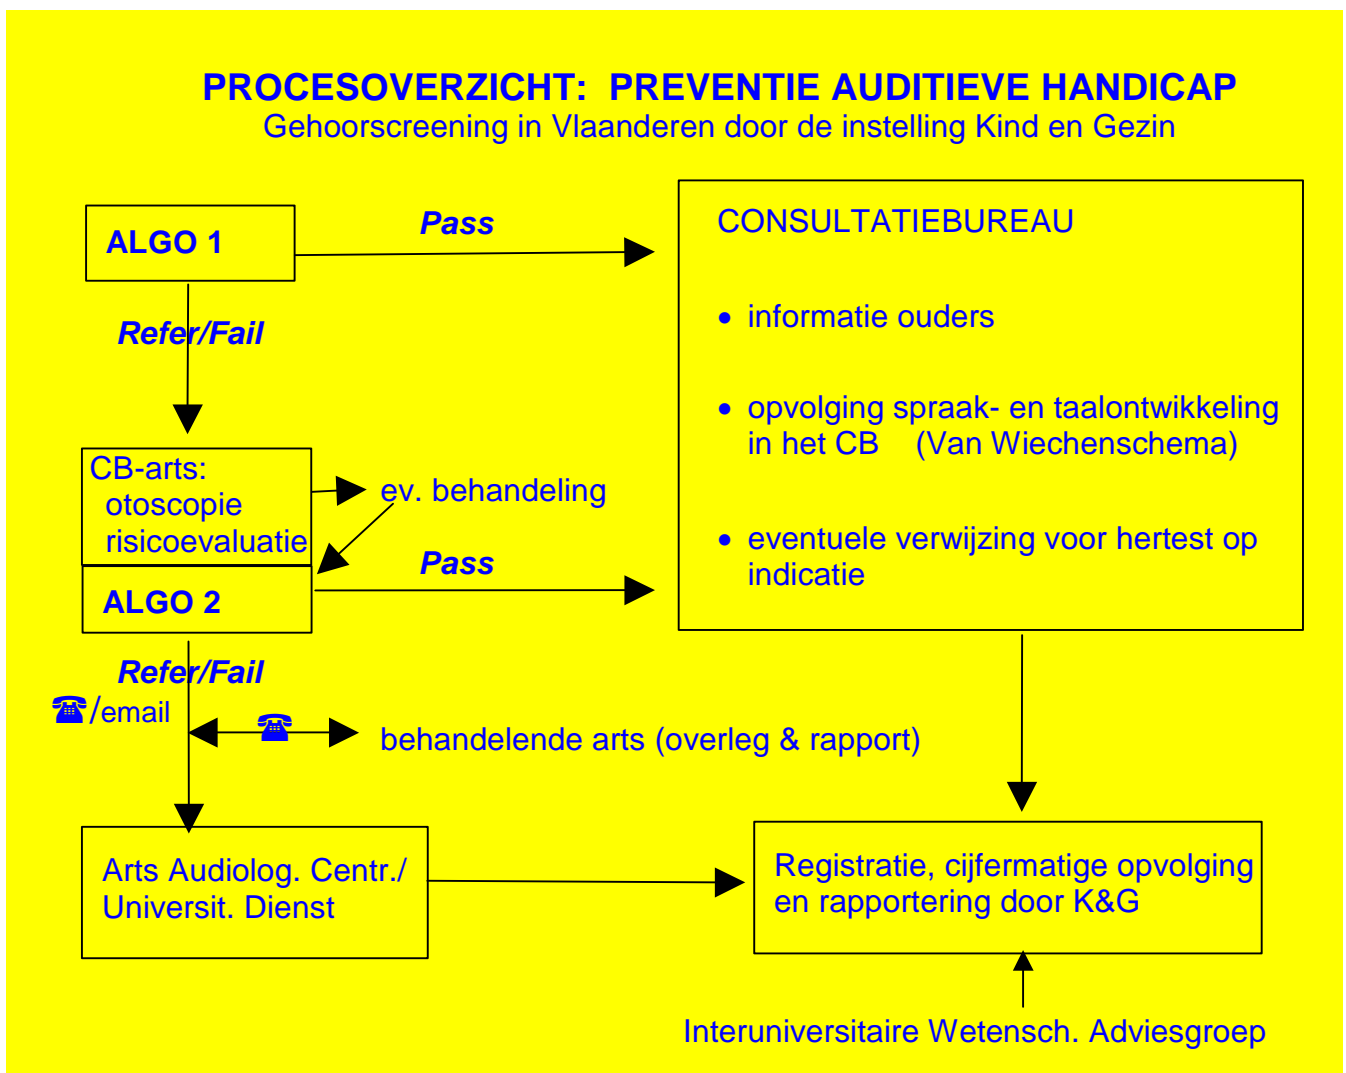 PROCESOVERZICHT: PREVENTIE AUDITIEVE HANDICAP
Gehoorscreening in Vlaanderen door de instelling Kind en Gezin
ALGO 1
Pass
Refer/Fail
CONSULTATIEBUREAU
• informatie ouders
• opvolging spraak- en taalontwikkeling
in het CB (Van Wiechenschema)
• eventuele verwijzing voor hertest op
indicatie
CB-arts:
otoscopie
risicoevaluatie
ev. behandeling
ALGO 2
Pass
Refer/Fail
☎/email
☎
behandelende arts (overleg & rapport)
Arts Audiolog. Centr./
Universit. Dienst
Registratie, cijfermatige opvolging
en rapportering door K&G
Interuniversitaire Wetensch. Adviesgroep